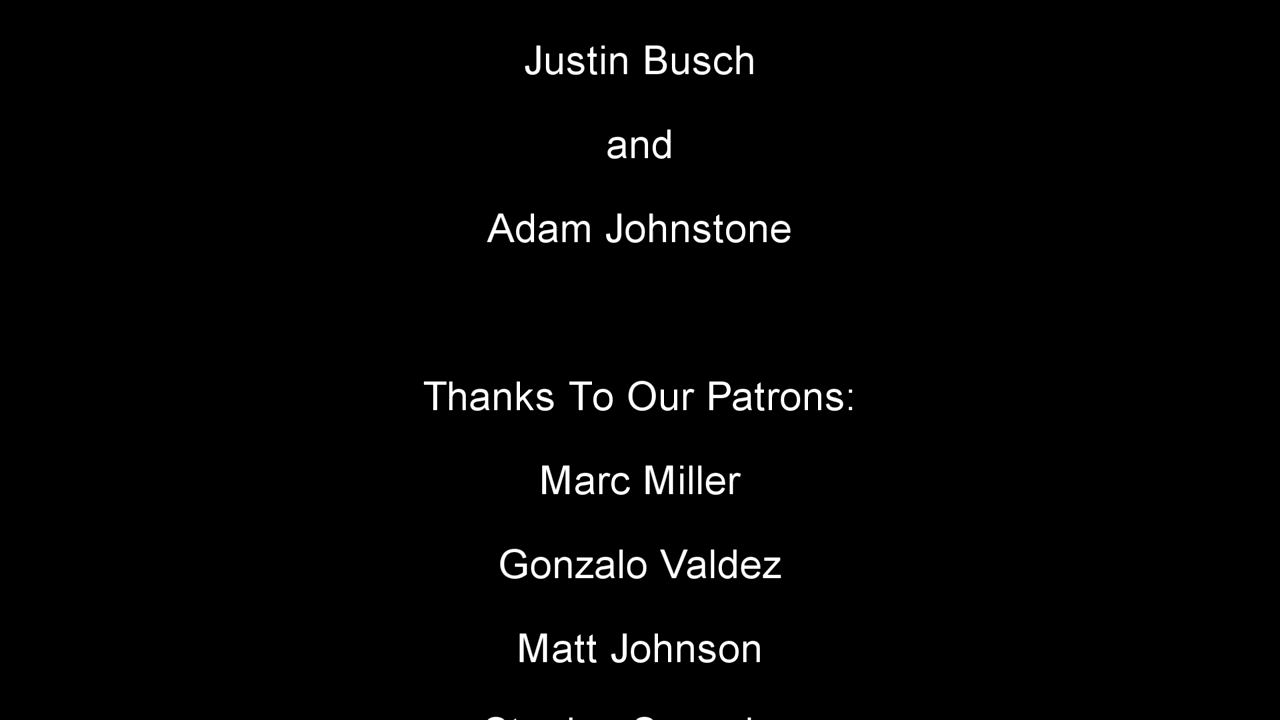 Justin Busch
and
Adam Johnstone
Thanks To Our Patrons:
Marc Miller
Gonzalo Valdez
Matt Johnson